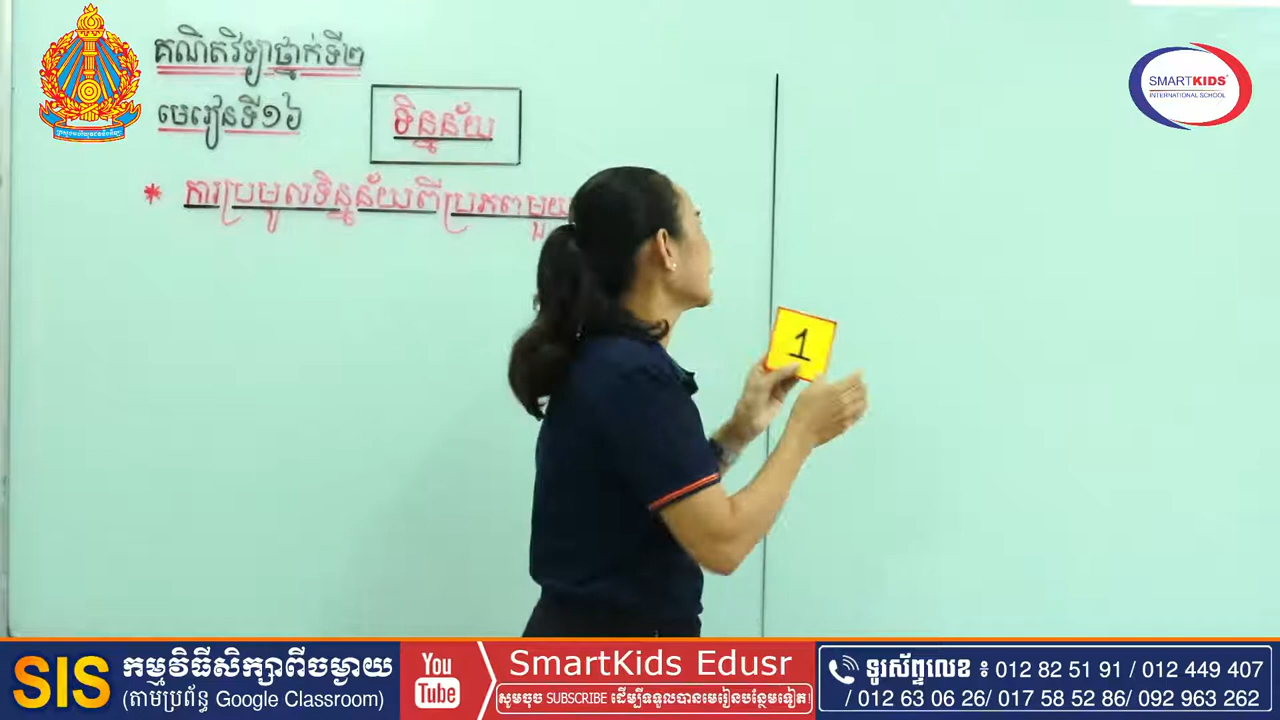 គណិតវិទ្យាថ្នាក់ទី២
មេរៀនទី១៦
ទិន្នន័យ
* ការប្រមូលទិន្នន័យពីប្រភពមួយ
1
SMARTKIDS
INTERNATIONAL SCHOOL
SIS កម្មវិធីសិក្សាពីចម្ងាយ
(តាមប្រព័ន្ធ Google Classroom)
You
Tube
SmartKids Edusr
សូមចុច SUBSCRIBE ដើម្បីទទួលបានមេរៀនបន្ថែមទៀត!
ទូរស័ព្ទលេខ ៖ 012 82 51 91 / 012 449 407
/ 012 63 06 26/ 017 58 52 86/ 092 963 262